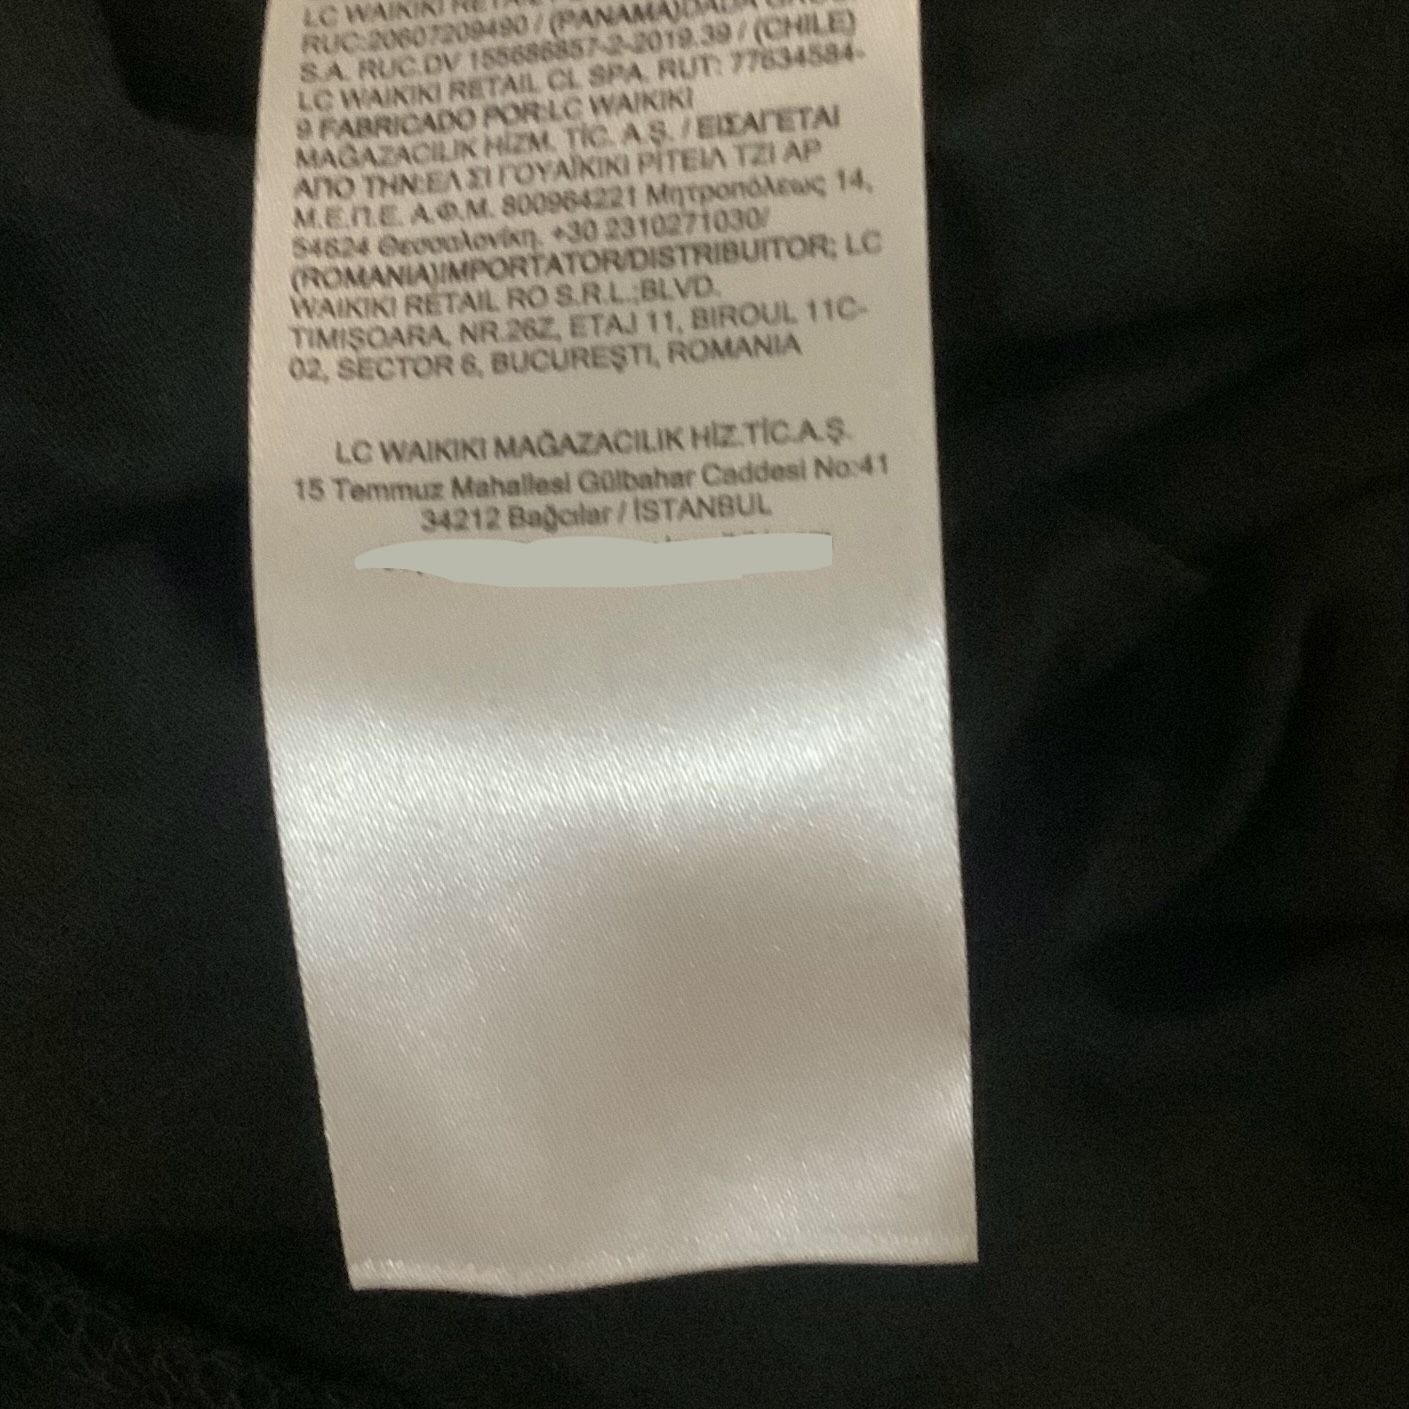 LC WAIKIKI
RUC:20607209490 / (PANAMA)DADA
S.A. RUC.DV 155686857-2-2019.39 / (CHILE)
LC WAIKIKI RETAIL CL SPA. RUT: 77634584-
9 FABRICADO POR:LC WAIKIKI
MAĞAZACILIK HİZM. TİC. A.Ş. / ΕΙΣΑΓΕΤΑΙ
ΑΠΟ ΤΗΝ:ΕΛ ΣΙ ΓΟΥΑΪΚΙΚΙ ΡΙΤΕΙΛ ΤΖΙ ΑΡ
Μ.Ε.Π.Ε. Α.Φ.Μ. 800964221 Μητροπόλεως 14,
54624 Θεσσαλονίκη, +30 2310271030/
(ROMANIA)IMPORTATOR/DISTRIBUITOR; LC
WAIKIKI RETAIL RO S.R.L.;BLVD.
TIMIŞOARA, NR.26Z, ETAJ 11, BIROUL 11C-
02, SECTOR 6, BUCUREŞTI, ROMANIA
LC WAIKIKI MAĞAZACILIK HİZ.TİC.A.Ş.
15 Temmuz Mahallesi Gülbahar Caddesi No:41
34212 Bağcılar / İSTANBUL